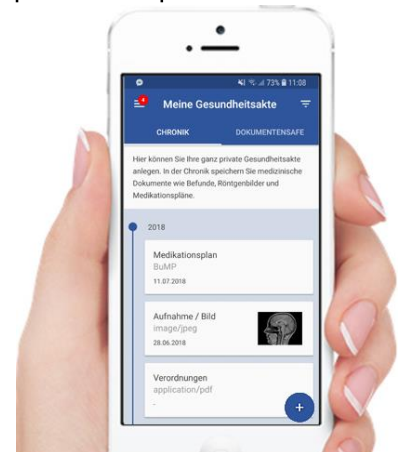 73% 11:08
4
Meine Gesundheitsakte
CHRONIK DOKUMENTENSAFE
Hier können Sie Ihre ganz private Gesundheitsakte
anlegen. In der Chronik speichern Sie medizinische
Dokumente wie Befunde, Röntgenbilder und
Medikationspläne.
2018
Medikationsplan
BuMP
11.07.2018
Aufnahme / Bild
image/jpeg
28.06.2018
Verordnungen
application/pdf
-
+